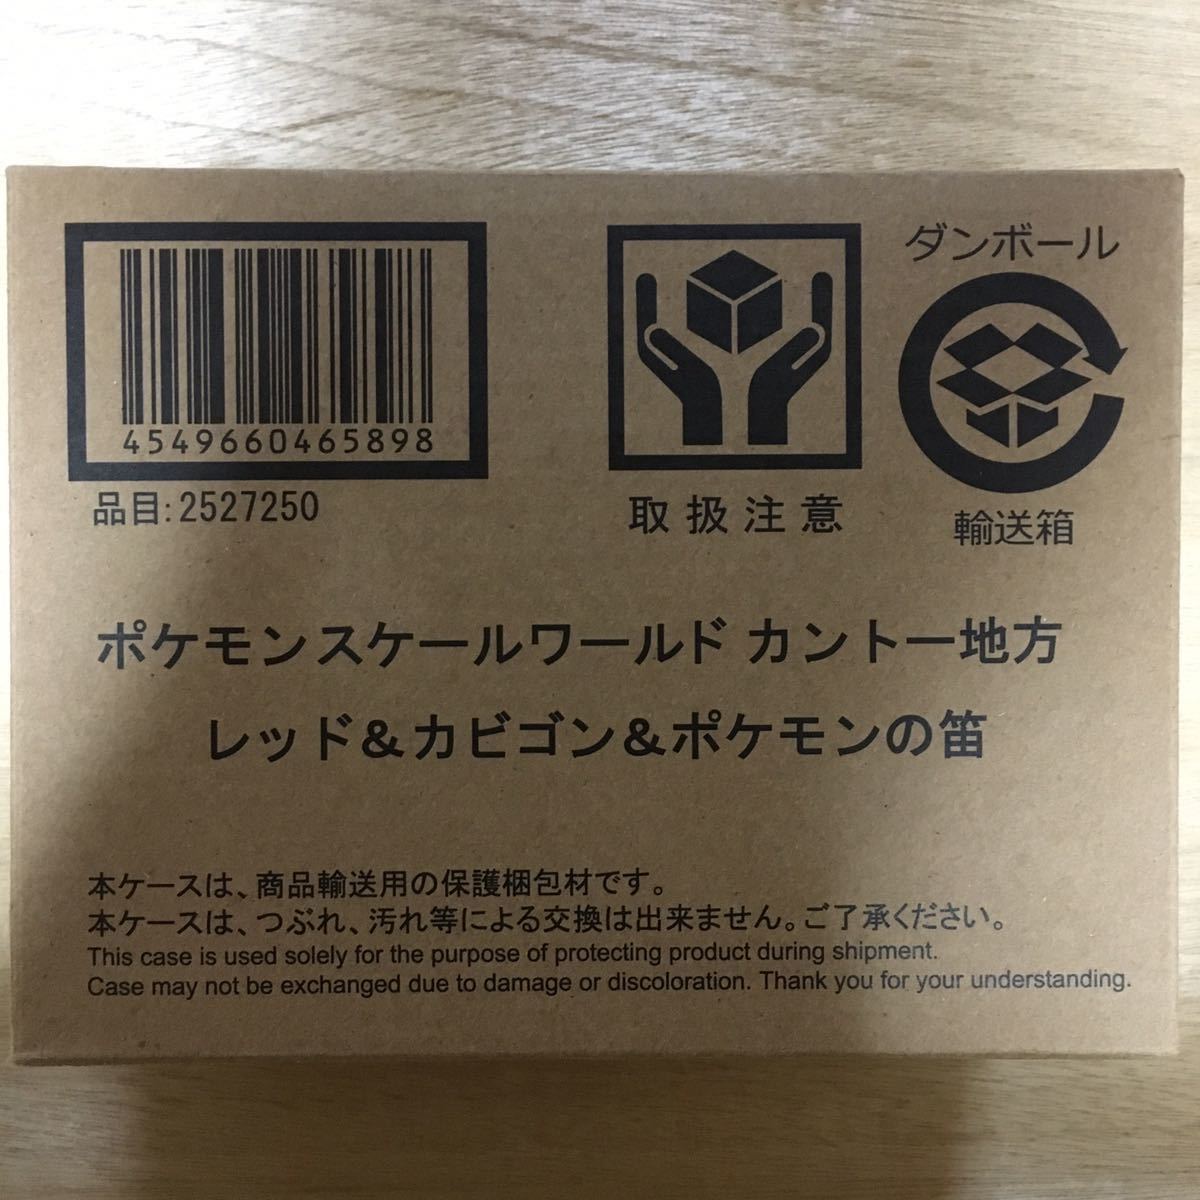 4549660465898
品目:2527250
取扱注意
ダンボール
輸送箱
ポケモンスケールワールド カントー地方
レッド&カビゴン&ポケモンの笛
本ケースは、商品輸送用の保護梱包材です。
本ケースは、つぶれ、汚れ等による交換は出来ません。ご了承ください。
This case is used solely for the purpose of protecting product during shipment.
Case may not be exchanged due to damage or discoloration. Thank you for your understanding.